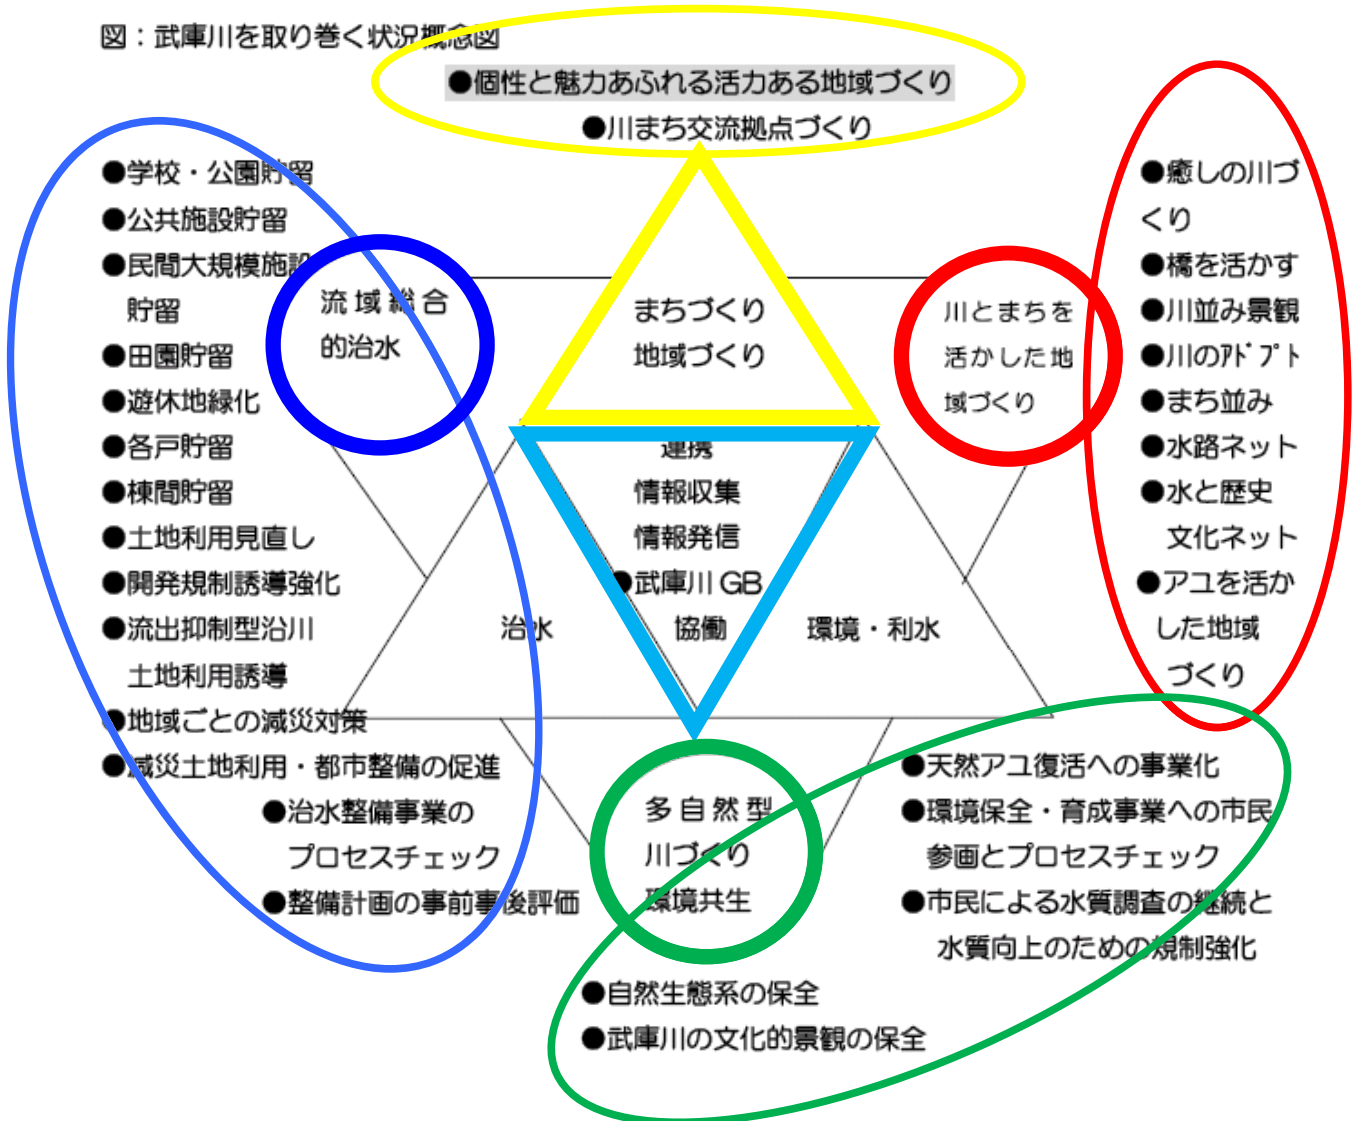 図：武庫川を取り巻く状況概念図
●個性と魅力あふれる活力ある地域づくり
●川まち交流拠点づくり
●学校・公園貯留
●公共施設貯留
●民間大規模施設
貯留
●田園貯留
●遊休地緑化
●各戸貯留
●棟間貯留
●土地利用見直し
●開発規制誘導強化
●流出抑制型沿川
土地利用誘導
●地域ごとの減災対策
●減災土地利用・都市整備の促進
●治水整備事業の
プロセスチェック
●整備計画の事前事後評価
流域総合
的治水
まちづくり
地域づくり
川とまちを
活かした地
域づくり
連携
情報収集
情報発信
●武庫川 GB
協働
治水
環境・利水
多自然型
川づくり
環境共生
●癒しの川づ
くり
●橋を活かす
●川並み景観
●川のｱﾄﾞﾌﾟﾄ
●まち並み
●水路ネット
●水と歴史
文化ネット
●アユを活か
した地域
づくり
●天然アユ復活への事業化
●環境保全・育成事業への市民
参画とプロセスチェック
●市民による水質調査の継続と
水質向上のための規制強化
●自然生態系の保全
●武庫川の文化的景観の保全